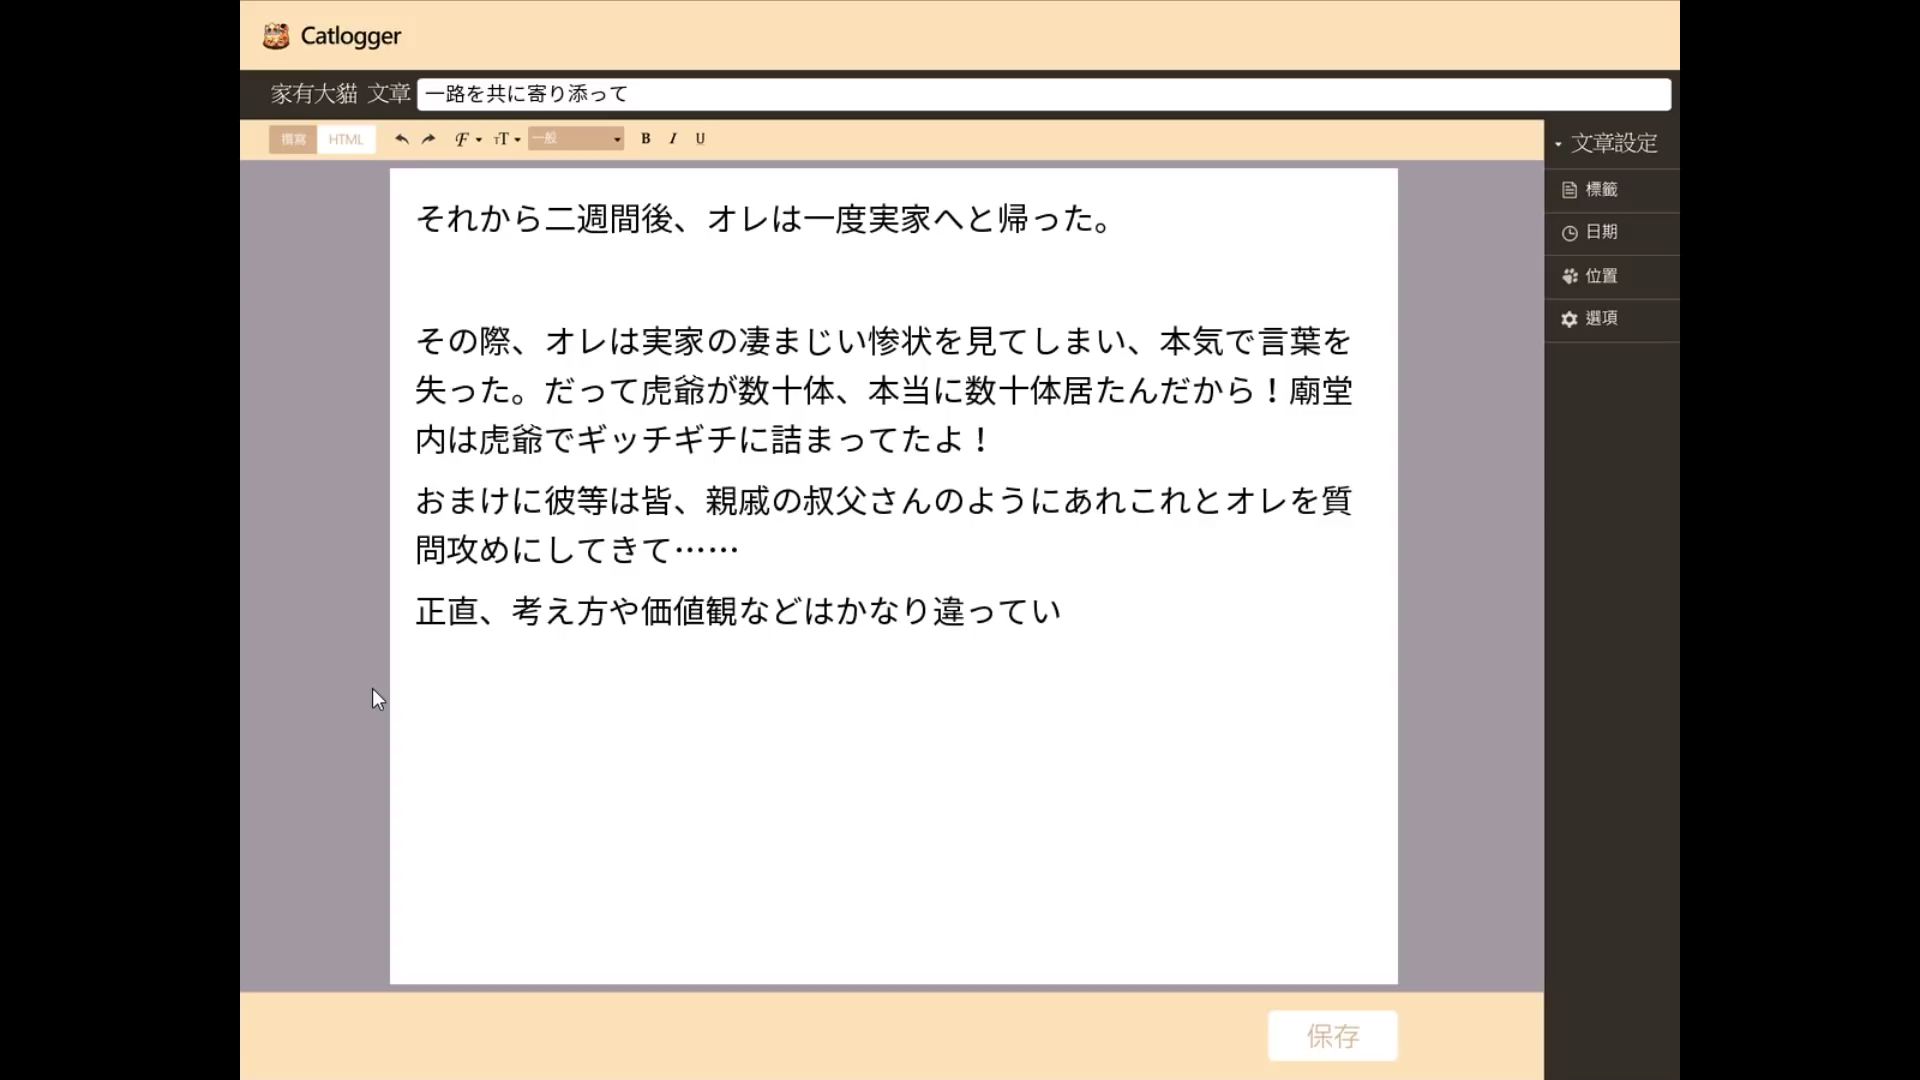 Catlogger
家有大貓 文章 一路を共に寄り添って
撰寫 HTML F TT 一般 B I U
文章設定
標籤
日期
位置
選項
それから二週間後、オレは一度実家へと帰った。
その際、オレは実家の凄まじい惨状を見てしまい、本気で言葉を
失った。だって虎爺が数十体、本当に数十体居たんだから！廟堂
内は虎爺でギッチギチに詰まってたよ！
おまけに彼等は皆、親戚の叔父さんのようにあれこれとオレを質
問攻めにしてきて……
正直、考え方や価値観などはかなり違ってい
保存